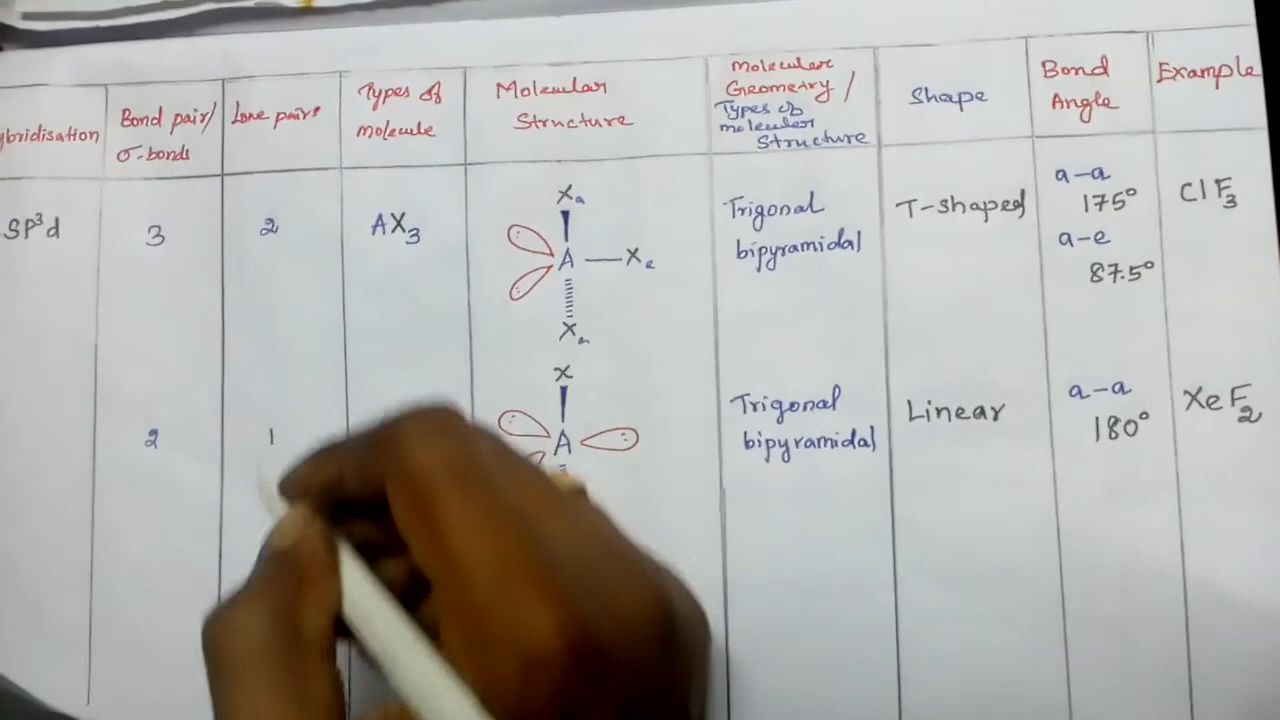 ybridisation
Bond pair/
σ-bonds
Lone pairs
Types of
molecule
Molecular
Structure
Molecular
Geometry /
Types of
molecular
Structure
Shape
Bond
Angle
Example
SP³d
3
2
AX₃
Xₐ
A — Xₑ
Xₐ
Trigonal
bipyramidal
T-shaped
a-a
175°
a-e
87.5°
ClF₃
2
1
X
A
Trigonal
bipyramidal
Linear
a-a
180°
XeF₂